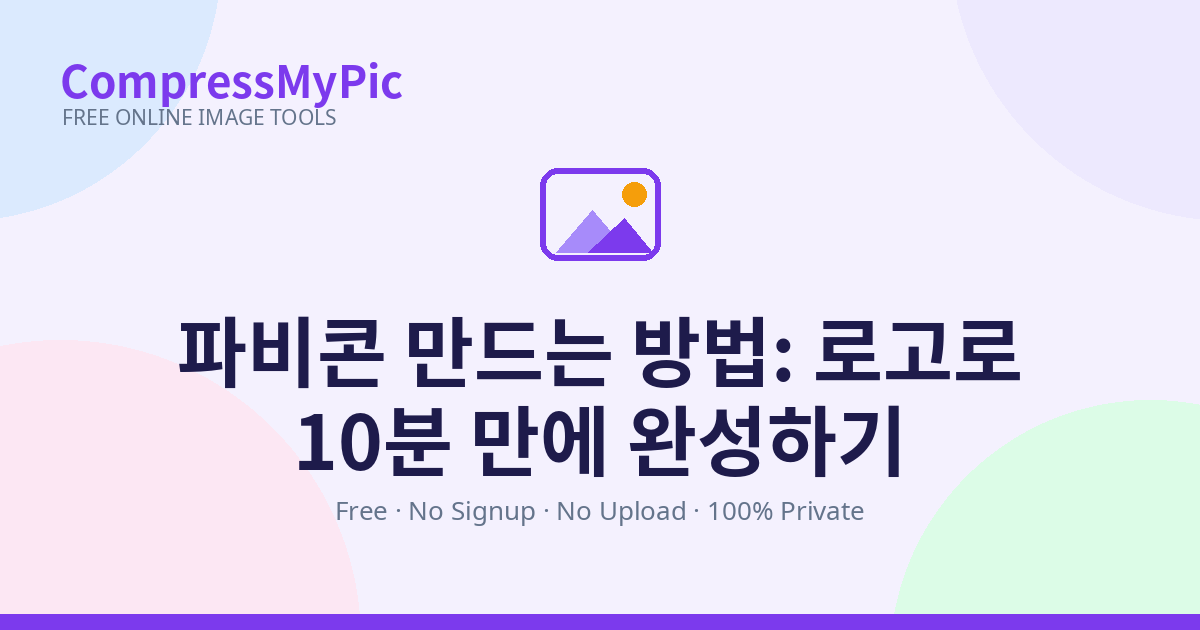 CompressMyPic
FREE ONLINE IMAGE TOOLS
파비콘 만드는 방법: 로고로
10분 만에 완성하기
Free · No Signup · No Upload · 100% Private